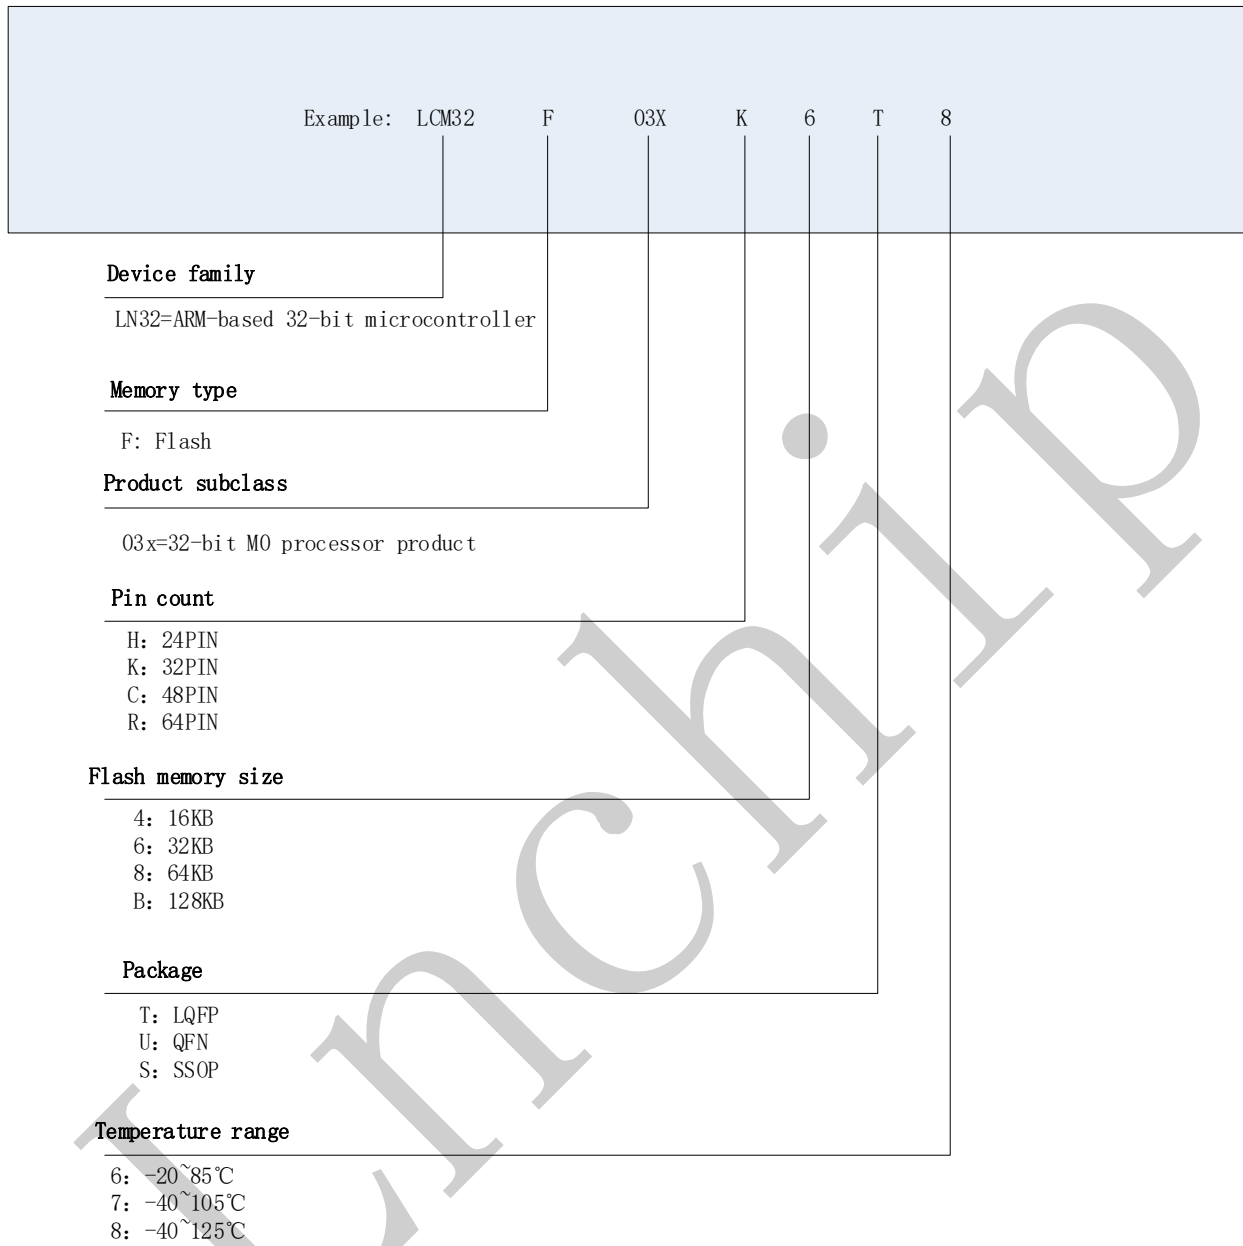 Example: LCM32 F 03X K 6 T 8
Device family
LN32=ARM-based 32-bit microcontroller
Memory type
F: Flash
Product subclass
03x=32-bit M0 processor product
Pin count
H: 24PIN
K: 32PIN
C: 48PIN
R: 64PIN
Flash memory size
4: 16KB
6: 32KB
8: 64KB
B: 128KB
Package
T: LQFP
U: QFN
S: SSOP
Temperature range
6: -20~85℃
7: -40~105℃
8: -40~125℃
Lnchip